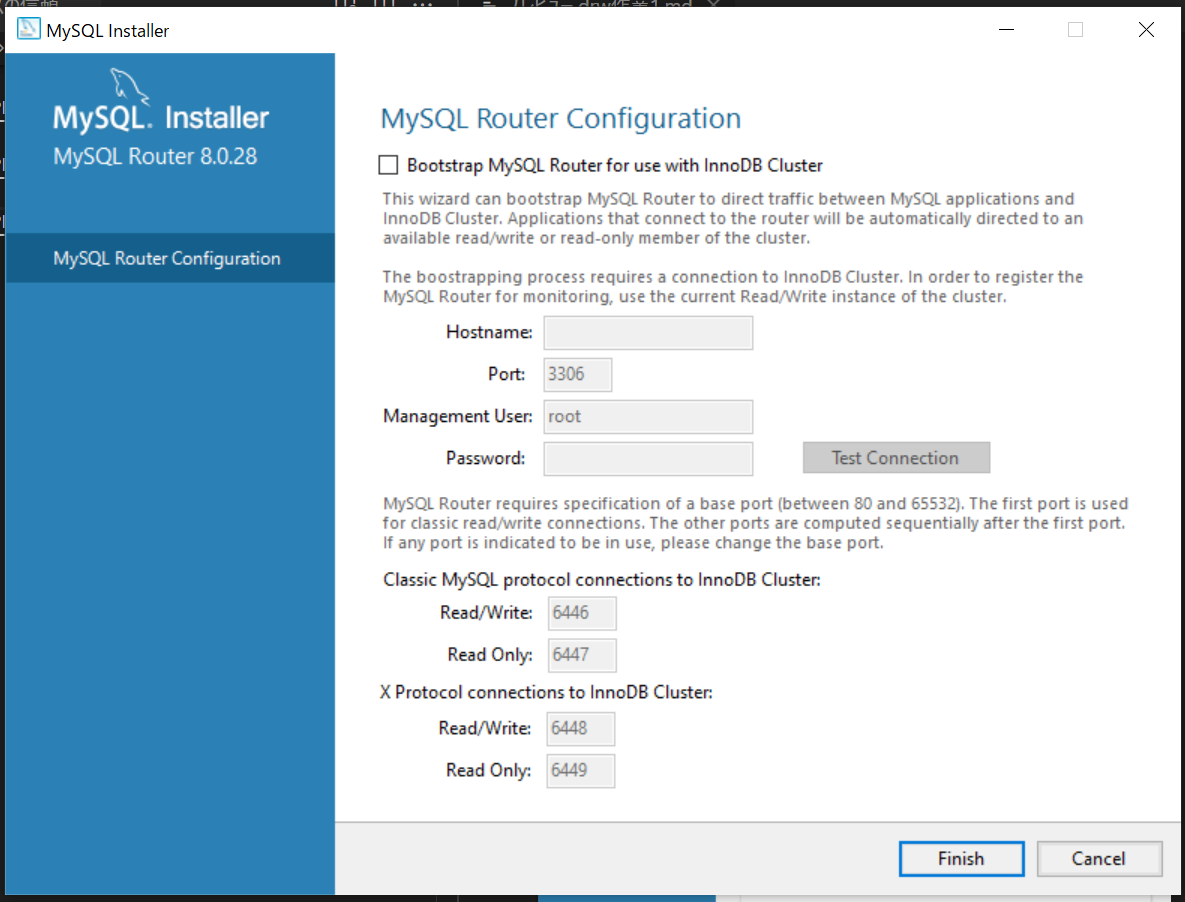 MySQL Installer
MySQL. Installer
MySQL Router 8.0.28
MySQL Router Configuration
MySQL Router Configuration
Bootstrap MySQL Router for use with InnoDB Cluster
This wizard can bootstrap MySQL Router to direct traffic between MySQL applications and
InnoDB Cluster. Applications that connect to the router will be automatically directed to an
available read/write or read-only member of the cluster.
The boostrapping process requires a connection to InnoDB Cluster. In order to register the
MySQL Router for monitoring, use the current Read/Write instance of the cluster.
Hostname:
Port: 3306
Management User: root
Password: Test Connection
MySQL Router requires specification of a base port (between 80 and 65532). The first port is used
for classic read/write connections. The other ports are computed sequentially after the first port.
If any port is indicated to be in use, please change the base port.
Classic MySQL protocol connections to InnoDB Cluster:
Read/Write: 6446
Read Only: 6447
X Protocol connections to InnoDB Cluster:
Read/Write: 6448
Read Only: 6449
Finish Cancel